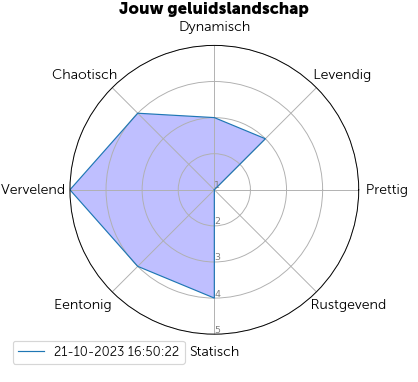 Jouw geluidslandschap
Dynamisch
Chaotisch
Levendig
Vervelend
1
Prettig
2
3
Eentonig
4
Rustgevend
5
21-10-2023 16:50:22
Statisch